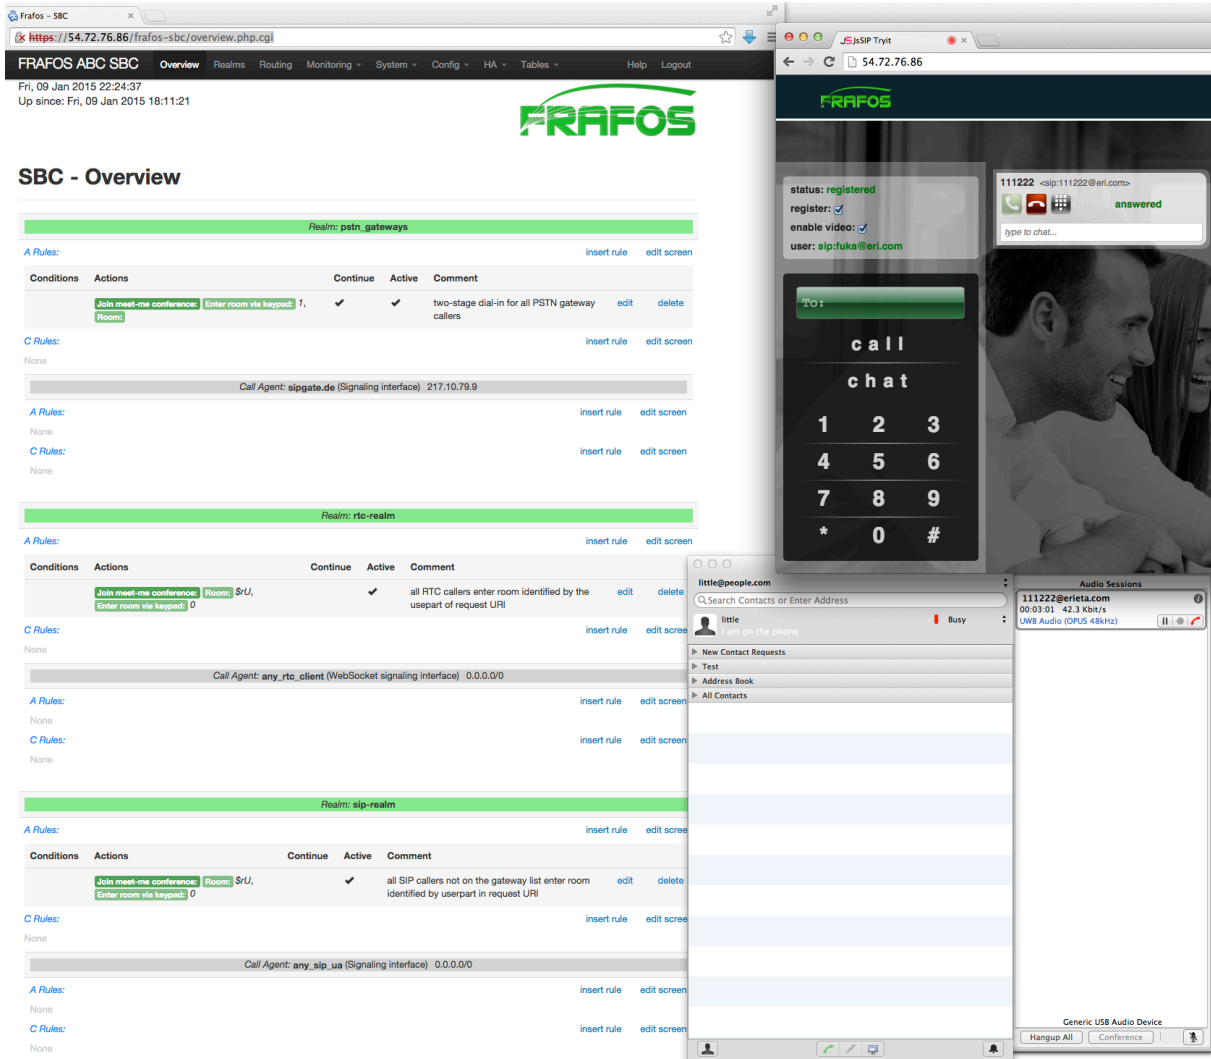 Frafos – SBC
https://54.72.76.86/frafos-sbc/overview.php.cgi
FRAFOS ABC SBC Overview Realms Routing Monitoring System Config HA Tables Help Logout
Fri, 09 Jan 2015 22:24:37
Up since: Fri, 09 Jan 2015 18:11:21
FRAFOS
SBC - Overview
Realm: pstn_gateways
A Rules: insert rule edit screen
Conditions Actions Continue Active Comment
Join meet-me conference: Enter room via keypad: 1, ✔ ✔ two-stage dial-in for all PSTN gateway edit delete
Room: callers
C Rules: insert rule edit screen
None
Call Agent: sipgate.de (Signaling interface) 217.10.79.9
A Rules: insert rule edit screen
None
C Rules: insert rule edit screen
None
Realm: rtc-realm
A Rules: insert rule edit screen
Conditions Actions Continue Active Comment
Join meet-me conference: Room: $rU, ✔ all RTC callers enter room identified by the edit delete
Enter room via keypad: 0 usepart of request URI
C Rules: insert rule edit scree
None
Call Agent: any_rtc_client (WebSocket signaling interface) 0.0.0.0/0
A Rules: insert rule edit screen
None
C Rules: insert rule edit screen
None
Realm: sip-realm
A Rules: insert rule edit scree
Conditions Actions Continue Active Comment
Join meet-me conference: Room: $rU, ✔ all SIP callers not on the gateway list enter room edit delete
Enter room via keypad: 0 identified by userpart in request URI
C Rules: insert rule edit scree
None
Call Agent: any_sip_ua (Signaling interface) 0.0.0.0/0
A Rules: insert rule edit screen
None
C Rules: insert rule edit screen
None
JsSIP Tryit
54.72.76.86
FRAFOS
status: registered
register:
enable video:
user: sip:fuka@eri.com
111222 <sip:111222@eri.com>
answered
type to chat...
To:
call
chat
1 2 3
4 5 6
7 8 9
* 0 #
little@people.com
Search Contacts or Enter Address
little Busy
I am on the phone
New Contact Requests
Test
Address Book
All Contacts
Audio Sessions
111222@erieta.com
00:03:01 42.3 Kbit/s
UWB Audio (OPUS 48kHz)
Generic USB Audio Device
Hangup All Conference